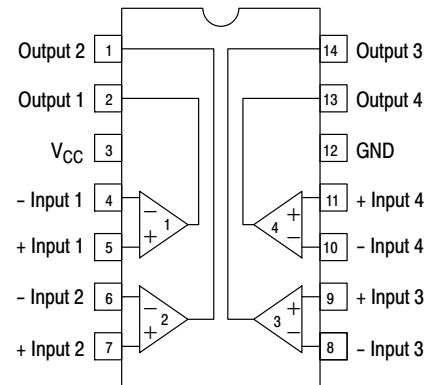 Output 2 1 14 Output 3
Output 1 2 13 Output 4
VCC 3 12 GND
– Input 1 4 – 11 + Input 4
+ Input 1 5 + 1 4 + – 10 – Input 4
– Input 2 6 – 9 + Input 3
+ Input 2 7 + 2 3 + – 8 – Input 3